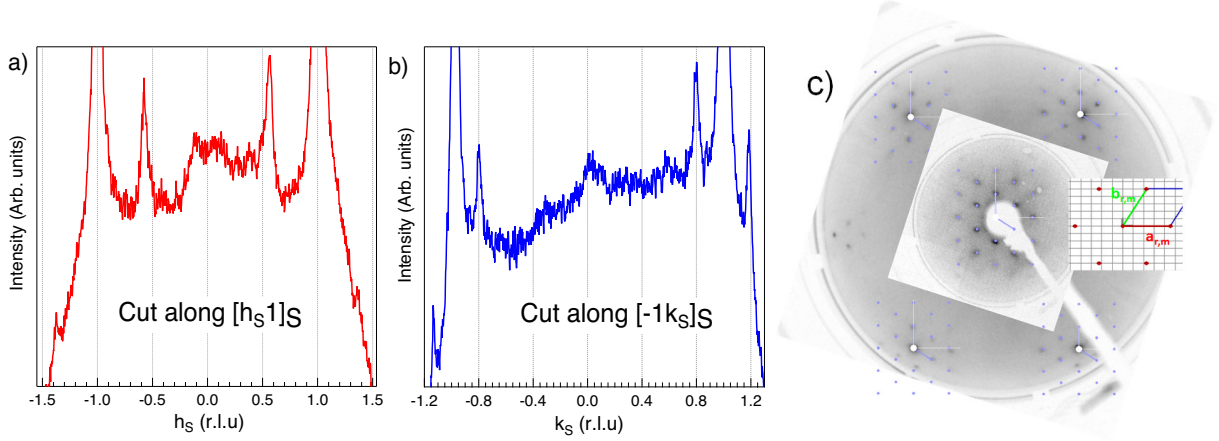 a)
Intensity (Arb. units)
Cut along [hS1]S
-1.5 -1.0 -0.5 0.0 0.5 1.0 1.5
hS (r.l.u)
b)
Intensity (Arb. units)
Cut along [-1kS]S
-1.2 -0.8 -0.4 0.0 0.4 0.8 1.2
kS (r.l.u)
c)
br,m
ar,m